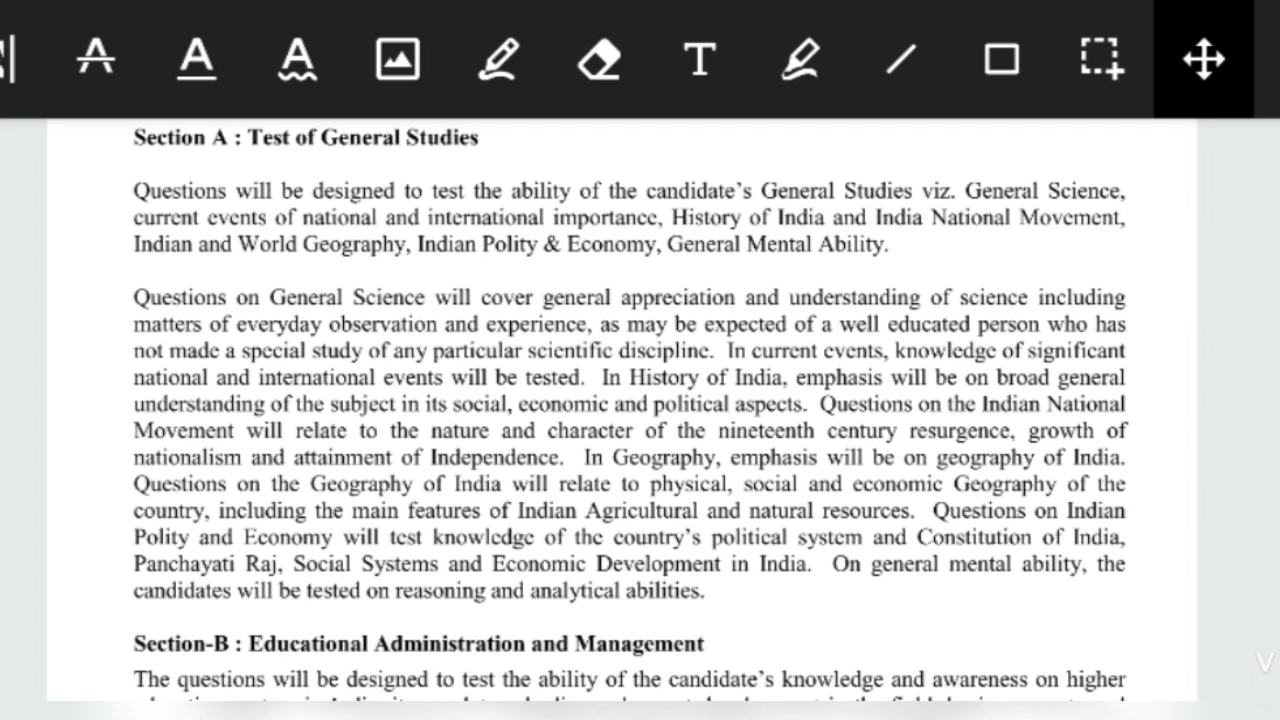 A
A
A
T
Section A : Test of General Studies
Questions will be designed to test the ability of the candidate's General Studies viz. General Science,
current events of national and international importance, History of India and India National Movement,
Indian and World Geography, Indian Polity & Economy, General Mental Ability.
Questions on General Science will cover general appreciation and understanding of science including
matters of everyday observation and experience, as may be expected of a well educated person who has
not made a special study of any particular scientific discipline. In current events, knowledge of significant
national and international events will be tested. In History of India, emphasis will be on broad general
understanding of the subject in its social, economic and political aspects. Questions on the Indian National
Movement will relate to the nature and character of the nineteenth century resurgence, growth of
nationalism and attainment of Independence. In Geography, emphasis will be on geography of India.
Questions on the Geography of India will relate to physical, social and economic Geography of the
country, including the main features of Indian Agricultural and natural resources. Questions on Indian
Polity and Economy will test knowledge of the country's political system and Constitution of India,
Panchayati Raj, Social Systems and Economic Development in India. On general mental ability, the
candidates will be tested on reasoning and analytical abilities.
Section-B : Educational Administration and Management
The questions will be designed to test the ability of the candidate's knowledge and awareness on higher
V